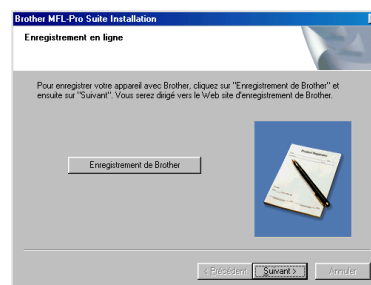 Brother MFL-Pro Suite Installation
Enregistrement en ligne
Pour enregistrer votre appareil avec Brother, cliquez sur "Enregistrement de Brother" et
ensuite sur "Suivant". Vous serez dirigé vers le Web site d'enregistrement de Brother.
Product Registration
Enregistrement de Brother
< Précédent
Suivant >
Annuler